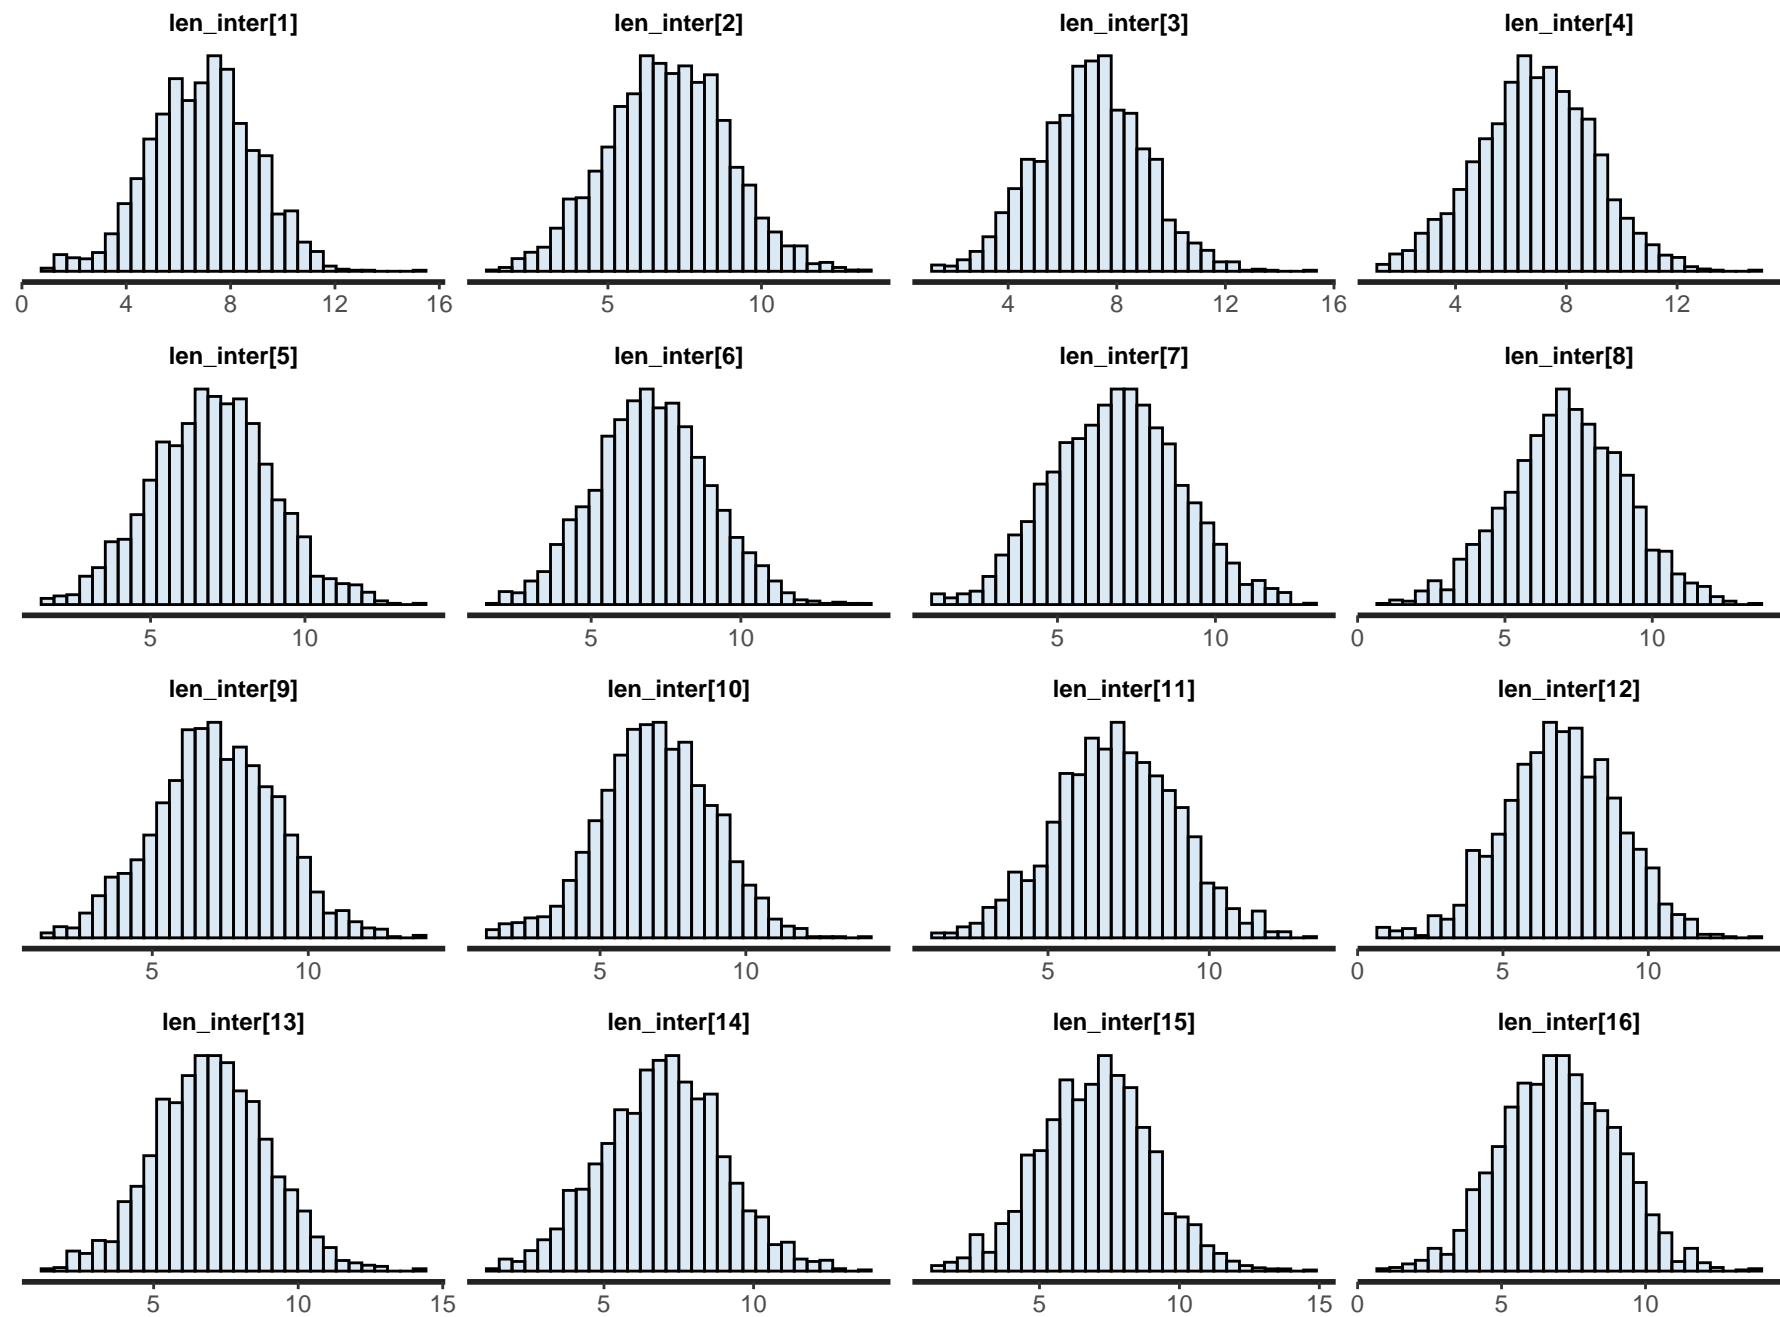 len_inter[1] len_inter[2] len_inter[3] len_inter[4]
0 4 8 12 16 5 10 4 8 12 16 4 8 12
len_inter[5] len_inter[6] len_inter[7] len_inter[8]
5 10 5 10 5 10 0 5 10
len_inter[9] len_inter[10] len_inter[11] len_inter[12]
5 10 5 10 5 10 0 5 10
len_inter[13] len_inter[14] len_inter[15] len_inter[16]
5 10 15 5 10 5 10 15 0 5 10